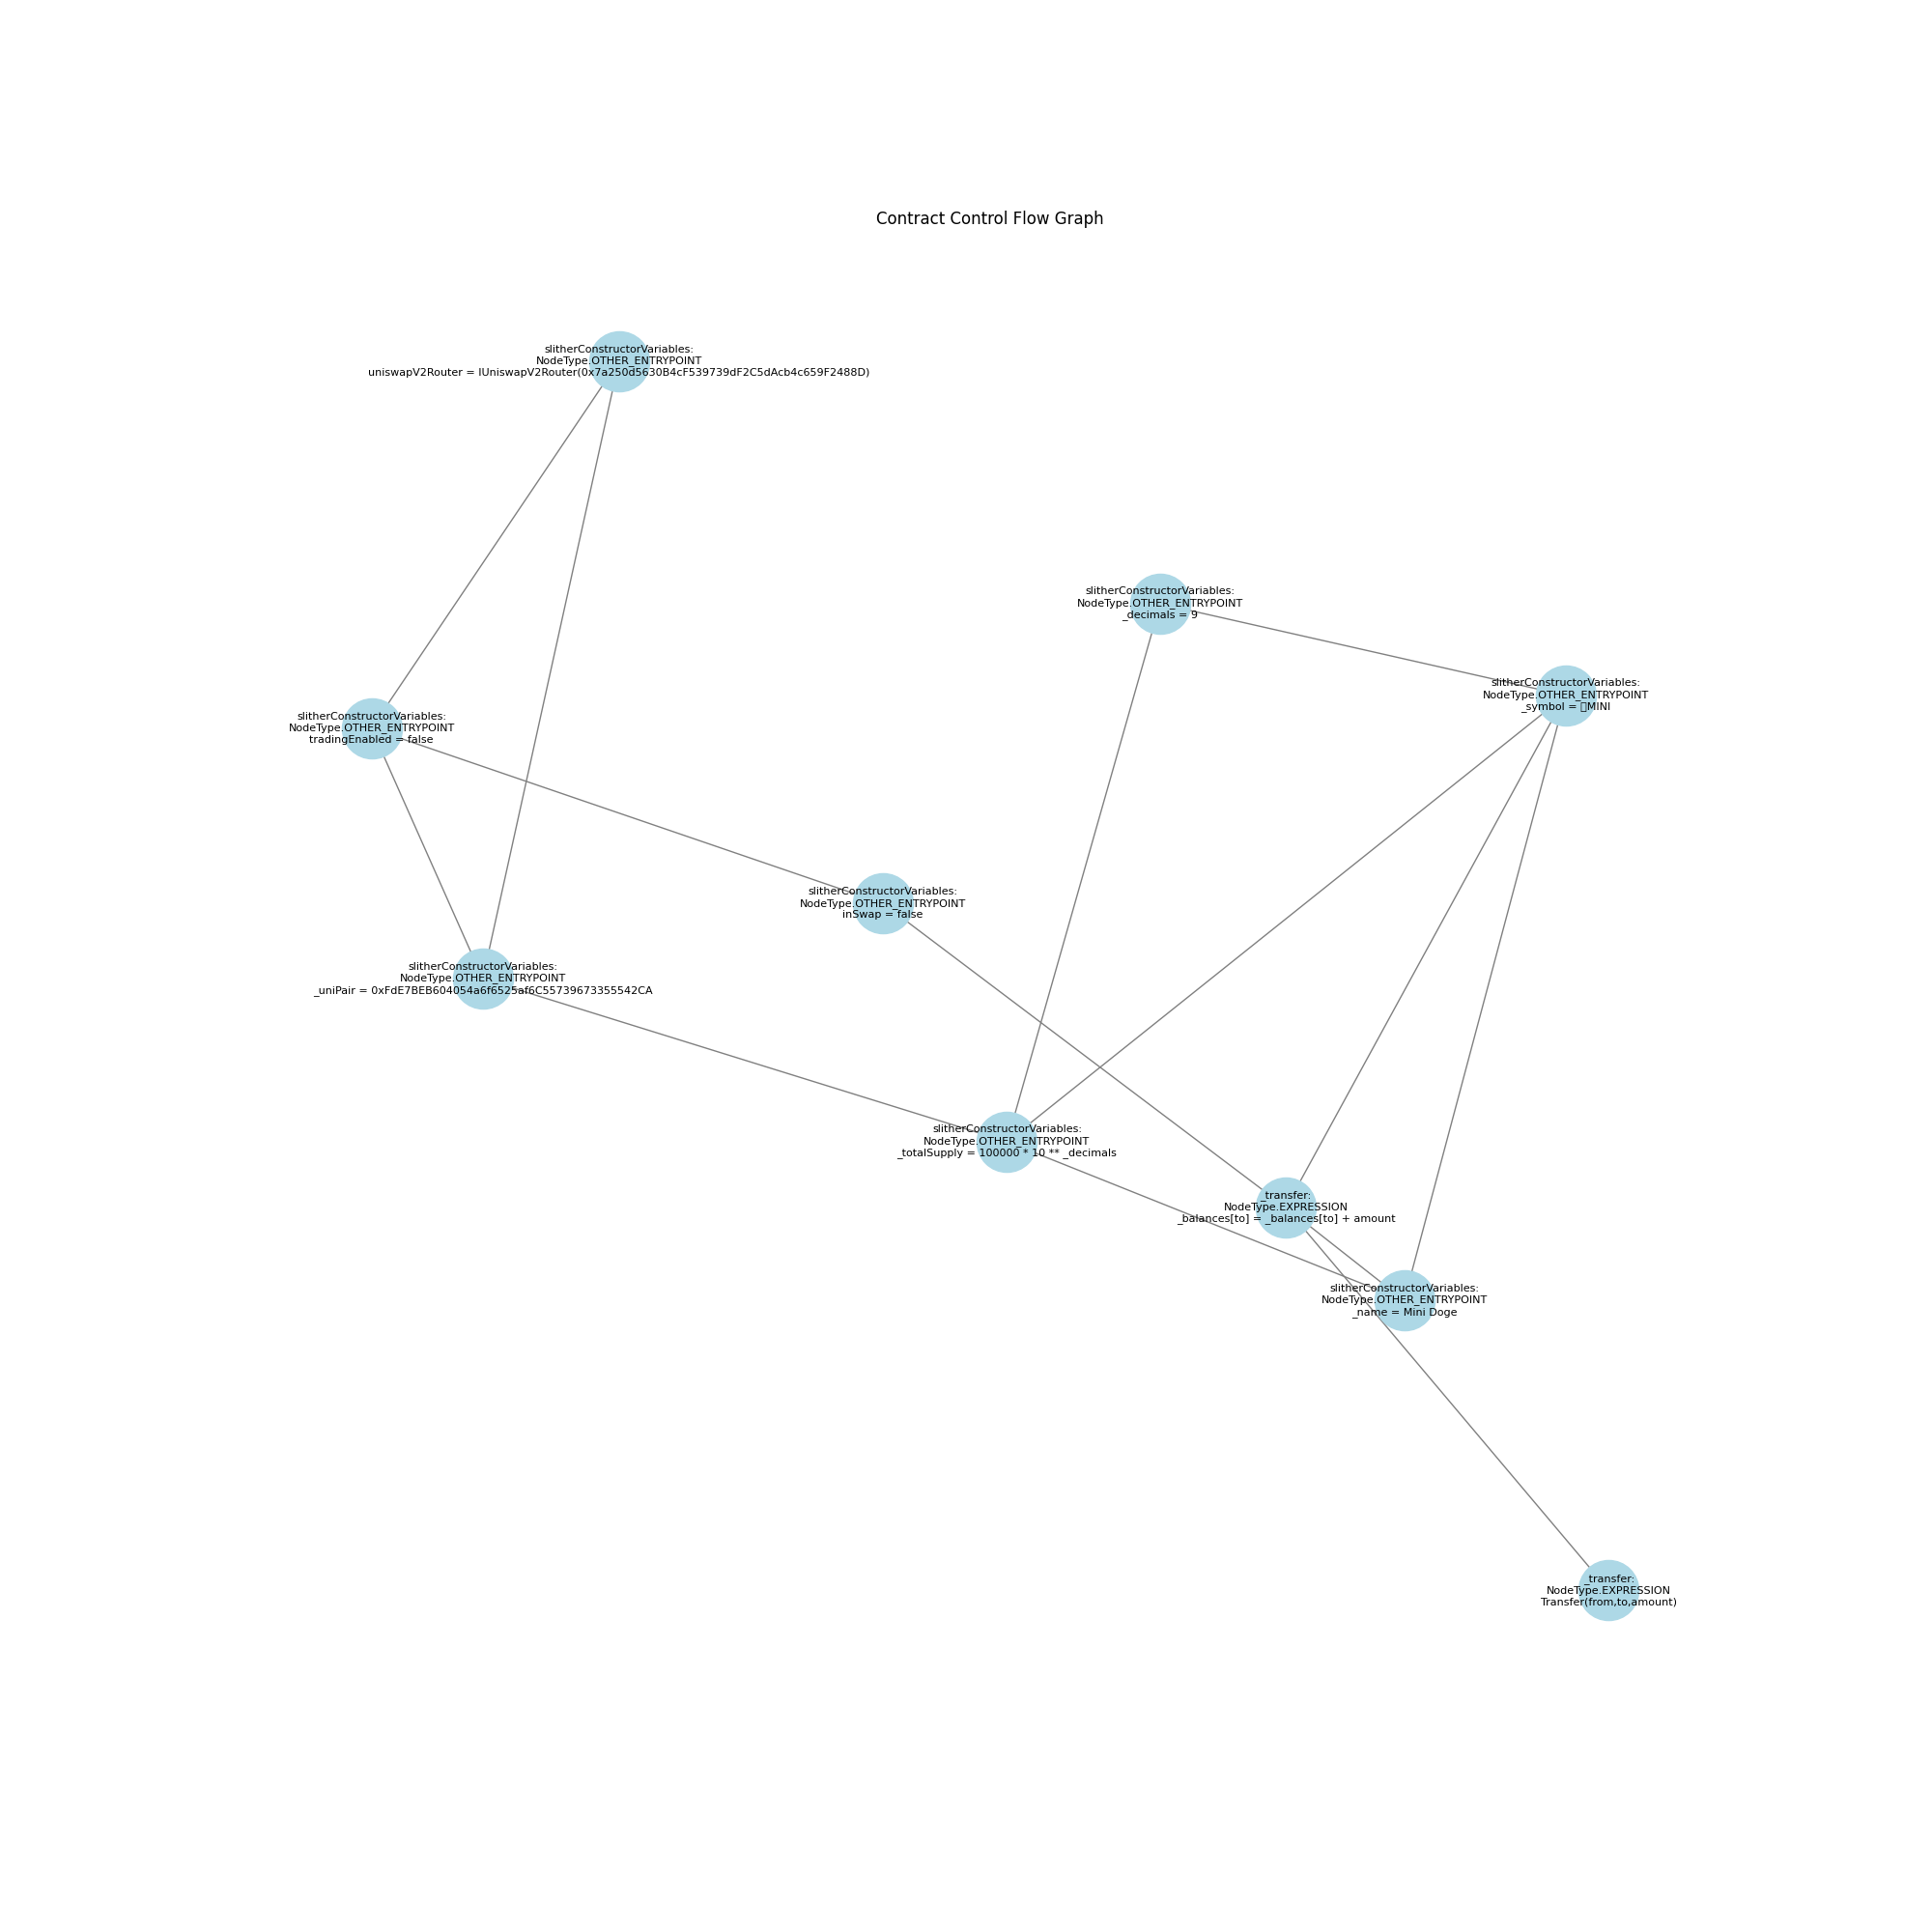 Contract Control Flow Graph
slitherConstructorVariables:
NodeType.OTHER_ENTRYPOINT
uniswapV2Router = IUniswapV2Router(0x7a250d5630B4cF539739dF2C5dAcb4c659F2488D)
slitherConstructorVariables:
NodeType.OTHER_ENTRYPOINT
_decimals = 9
slitherConstructorVariables:
NodeType.OTHER_ENTRYPOINT
_symbol = MINI
slitherConstructorVariables:
NodeType.OTHER_ENTRYPOINT
tradingEnabled = false
slitherConstructorVariables:
NodeType.OTHER_ENTRYPOINT
inSwap = false
slitherConstructorVariables:
NodeType.OTHER_ENTRYPOINT
_uniPair = 0xFdE7BEB604054a6f6525af6C55739673355542CA
slitherConstructorVariables:
NodeType.OTHER_ENTRYPOINT
_totalSupply = 100000 * 10 ** _decimals
_transfer:
NodeType.EXPRESSION
_balances[to] = _balances[to] + amount
slitherConstructorVariables:
NodeType.OTHER_ENTRYPOINT
_name = Mini Doge
_transfer:
NodeType.EXPRESSION
Transfer(from,to,amount)